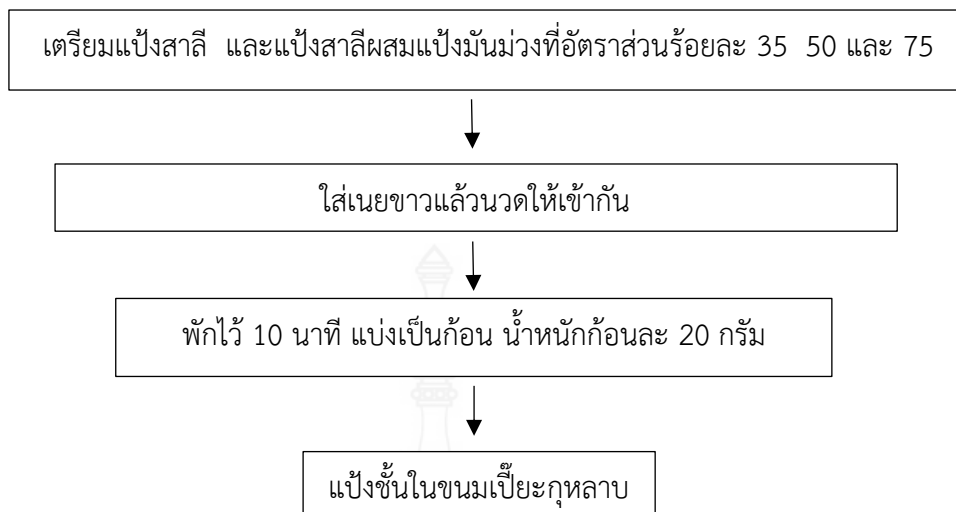 เตรียมแป้งสาลี และแป้งสาลีผสมแป้งมันม่วงที่อัตราส่วนร้อยละ 35 50 และ 75
ใส่เนยขาวแล้วนวดให้เข้ากัน
พักไว้ 10 นาที แบ่งเป็นก้อน น้ำหนักก้อนละ 20 กรัม
แป้งชั้นในขนมเปี๊ยะกุหลาบ